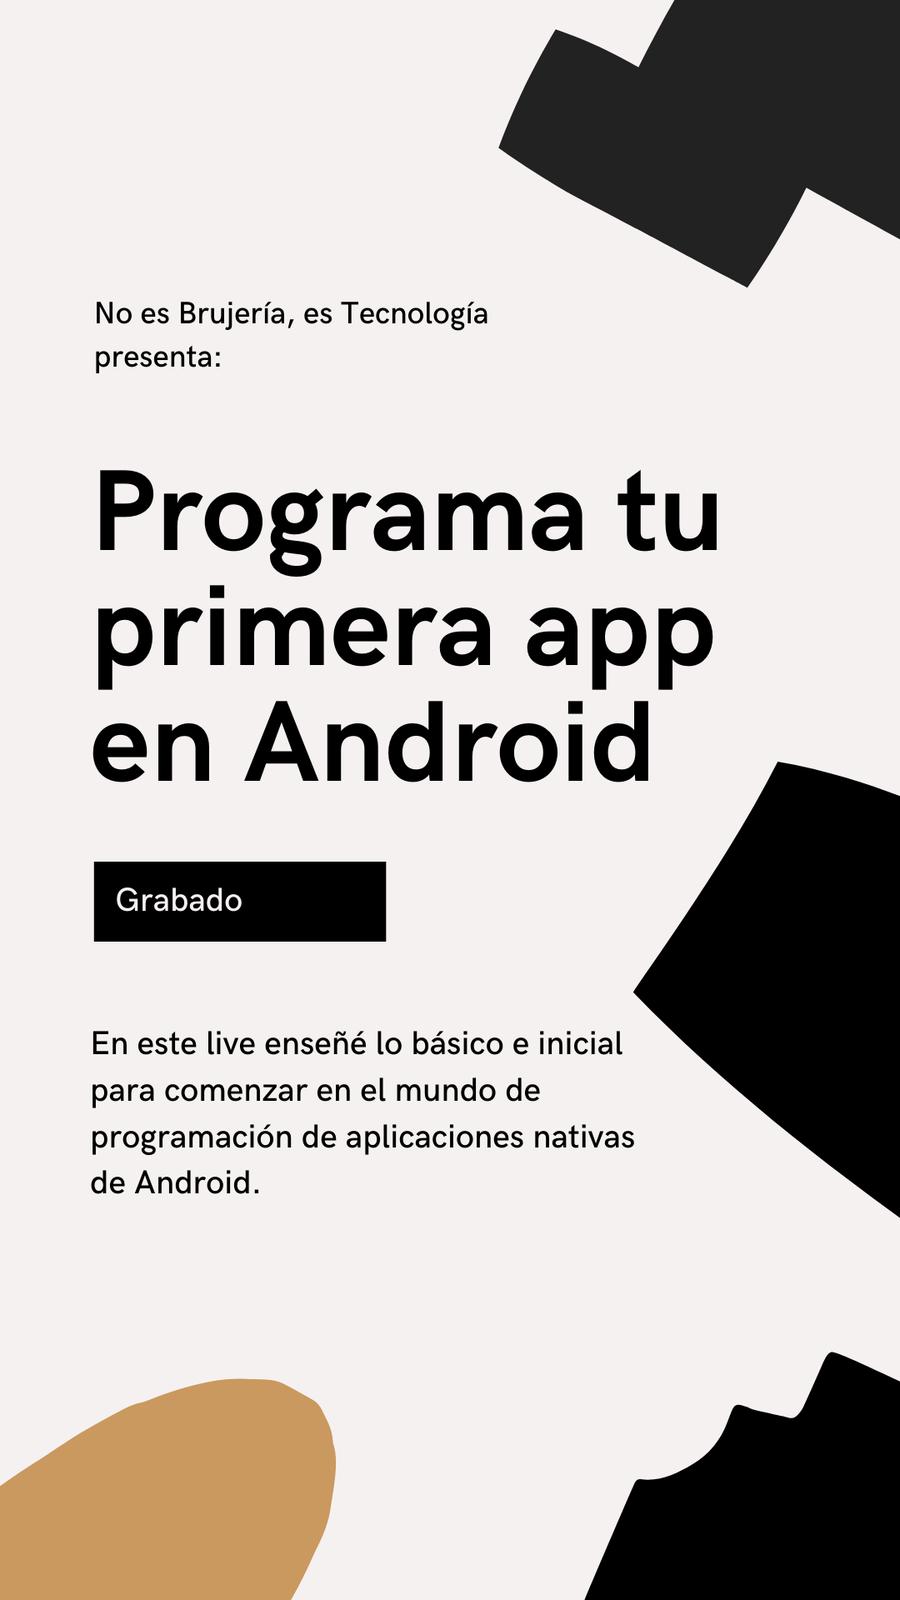 No es Brujería, es Tecnología
presenta:
Programa tu
primera app
en Android
Grabado
En este live enseñé lo básico e inicial
para comenzar en el mundo de
programación de aplicaciones nativas
de Android.